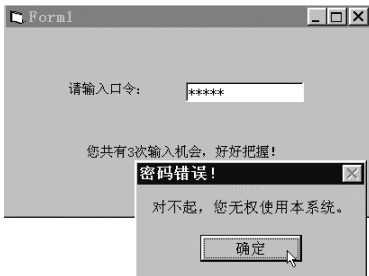 Form1
请输入口令:
*****
您共有3次输入机会，好好把握!
密码错误!
对不起，您无权使用本系统。
确定